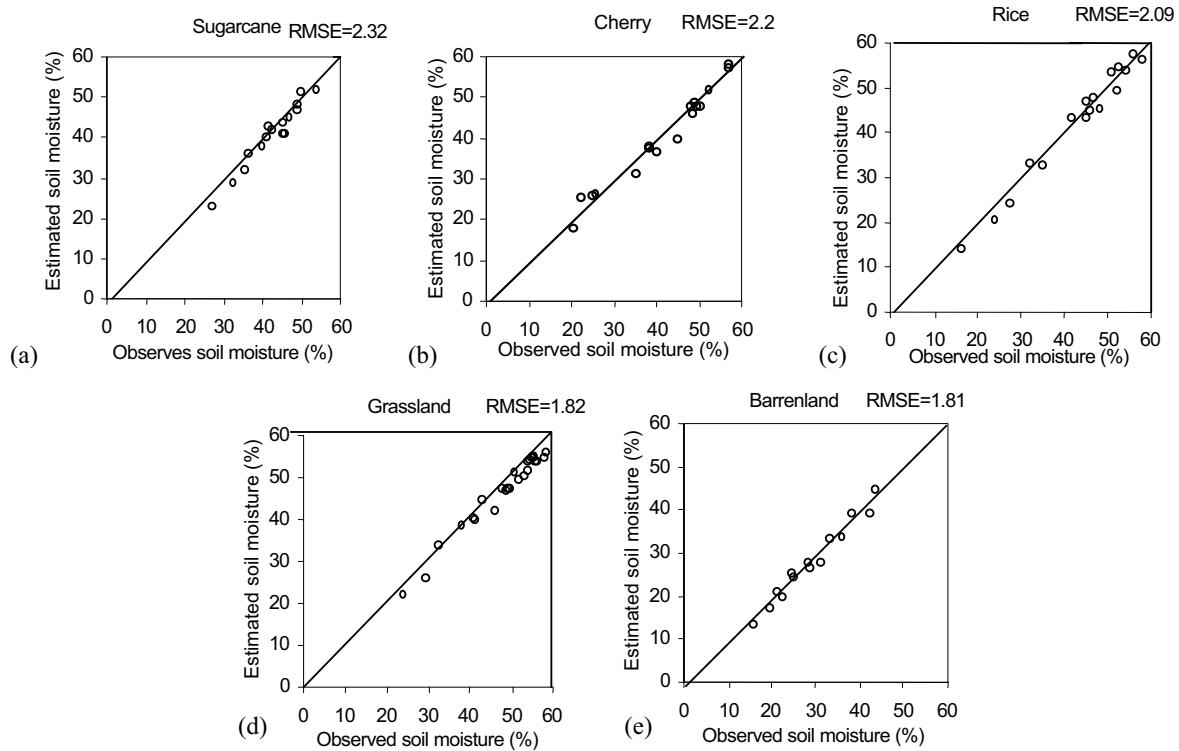 Sugarcane RMSE=2.32
Estimated soil moisture (%)
60
50
40
30
20
10
0
0 10 20 30 40 50 60
Observes soil moisture (%)
(a)
Cherry RMSE=2.2
Estimated soil moisture (%)
60
50
40
30
20
10
0
0 10 20 30 40 50 60
Observed soil moisture (%)
(b)
Rice RMSE=2.09
Estimated soil moisture (%)
60
50
40
30
20
10
0
0 10 20 30 40 50 60
Observed soil moisture (%)
(c)
Grassland RMSE=1.82
Estimated soil moisture (%)
60
50
40
30
20
10
0
0 10 20 30 40 50 60
Observed soil moisture (%)
(d)
Barrenland RMSE=1.81
Estimated soil moisture (%)
60
50
40
30
20
10
0
0 10 20 30 40 50 60
Observed soil moisture (%)
(e)